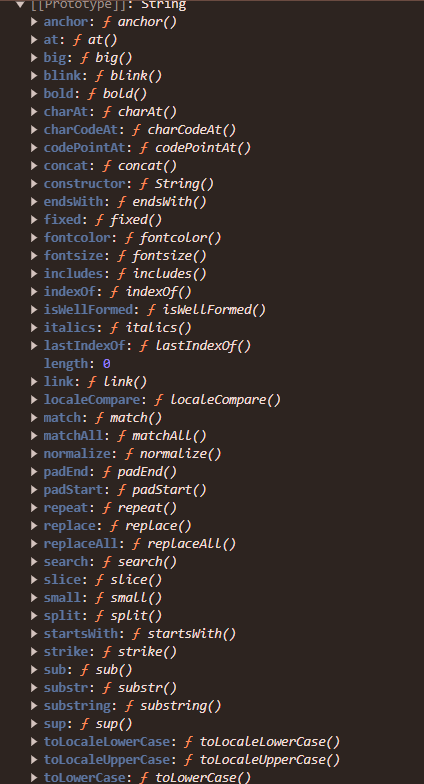 [[Prototype]]: String
anchor: ƒ anchor()
at: ƒ at()
big: ƒ big()
blink: ƒ blink()
bold: ƒ bold()
charAt: ƒ charAt()
charCodeAt: ƒ charCodeAt()
codePointAt: ƒ codePointAt()
concat: ƒ concat()
constructor: ƒ String()
endsWith: ƒ endsWith()
fixed: ƒ fixed()
fontcolor: ƒ fontcolor()
fontsize: ƒ fontsize()
includes: ƒ includes()
indexOf: ƒ indexOf()
isWellFormed: ƒ isWellFormed()
italics: ƒ italics()
lastIndexOf: ƒ lastIndexOf()
length: 0
link: ƒ link()
localeCompare: ƒ localeCompare()
match: ƒ match()
matchAll: ƒ matchAll()
normalize: ƒ normalize()
padEnd: ƒ padEnd()
padStart: ƒ padStart()
repeat: ƒ repeat()
replace: ƒ replace()
replaceAll: ƒ replaceAll()
search: ƒ search()
slice: ƒ slice()
small: ƒ small()
split: ƒ split()
startsWith: ƒ startsWith()
strike: ƒ strike()
sub: ƒ sub()
substr: ƒ substr()
substring: ƒ substring()
sup: ƒ sup()
toLocaleLowerCase: ƒ toLocaleLowerCase()
toLocaleUpperCase: ƒ toLocaleUpperCase()
toLowerCase: ƒ toLowerCase()